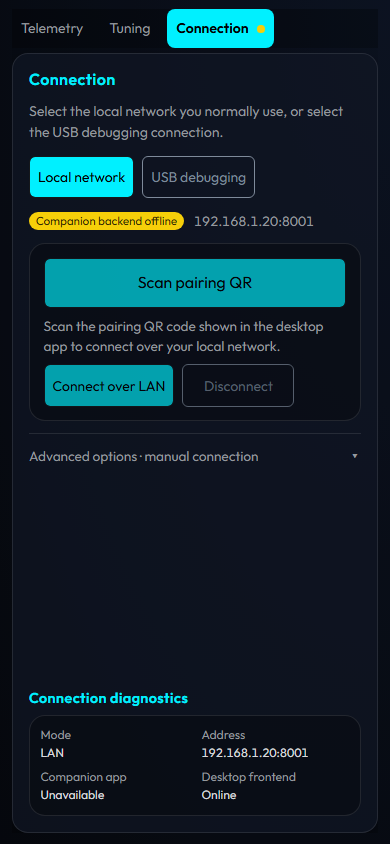 Telemetry
Tuning
Connection
Connection
Select the local network you normally use, or select
the USB debugging connection.
Local network
USB debugging
Companion backend offline
192.168.1.20:8001
Scan pairing QR
Scan the pairing QR code shown in the desktop
app to connect over your local network.
Connect over LAN
Disconnect
Advanced options · manual connection
Connection diagnostics
Mode
Address
LAN
192.168.1.20:8001
Companion app
Desktop frontend
Unavailable
Online